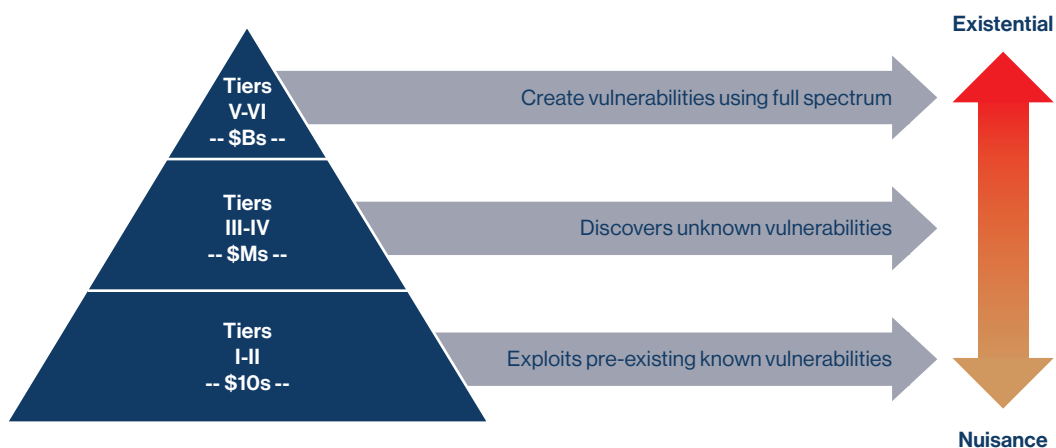 Existential
Tiers
V-VI
-- $Bs --
Create vulnerabilities using full spectrum
Tiers
III-IV
-- $Ms --
Discovers unknown vulnerabilities
Tiers
I-II
-- $10s --
Exploits pre-existing known vulnerabilities
Nuisance